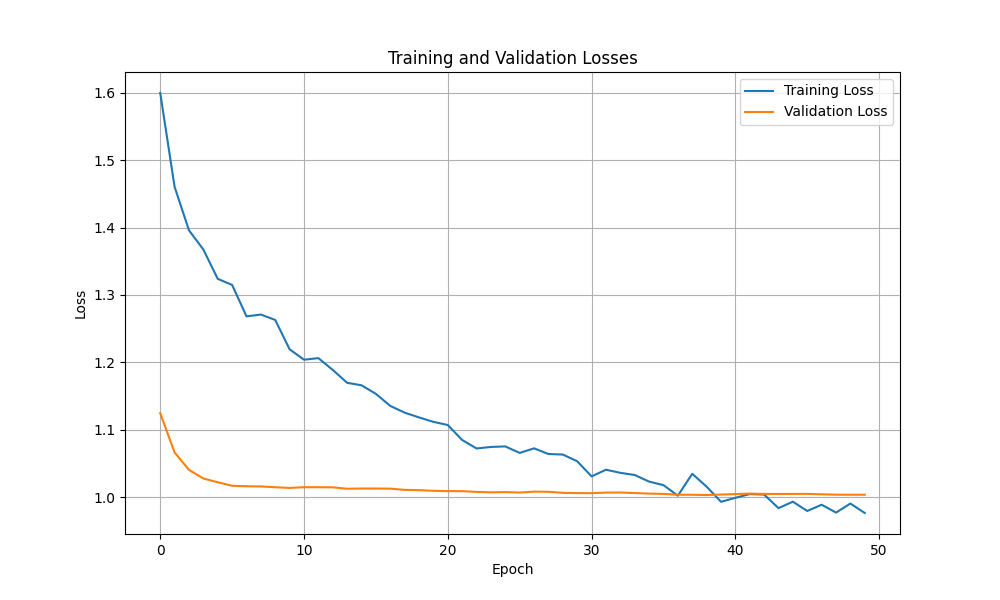 Training and Validation Losses
Training Loss
Validation Loss
1.6
1.5
1.4
1.3
1.2
1.1
1.0
Loss
0 10 20 30 40 50
Epoch